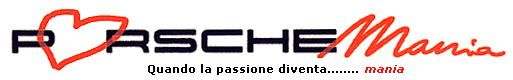 PORSCHE Mania
Quando la passione diventa........ mania